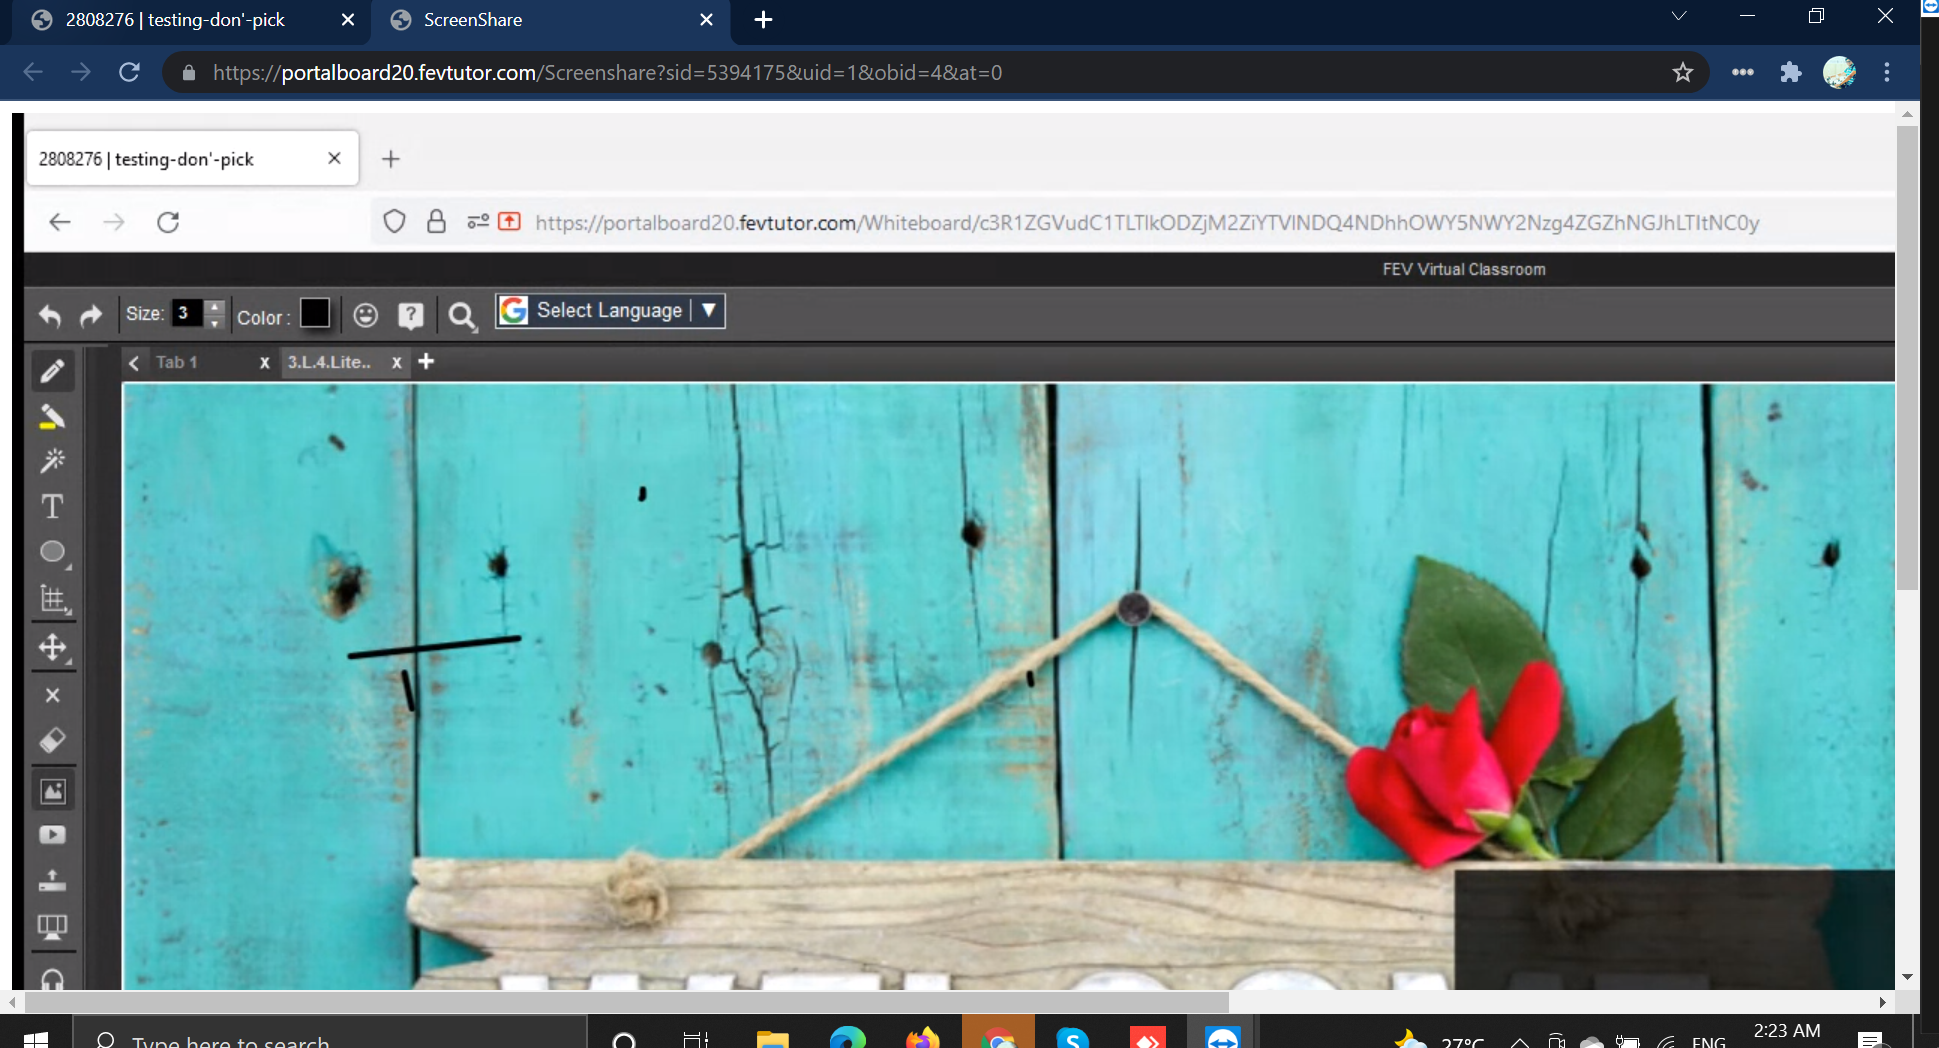 2808276 | testing-don'-pick
ScreenShare
https://portalboard20.fevtutor.com/Screenshare?sid=5394175&uid=1&obid=4&at=0
2808276 | testing-don'-pick
https://portalboard20.fevtutor.com/Whiteboard/c3R1ZGVudC1TLTlkODZjM2ZiYTVlNDQ4NDhhOWY5NWY2Nzg4ZGZhNGJhLTItNC0y
FEV Virtual Classroom
Size: 3 Color : Select Language
Tab 1 x 3.L.4.Lite.. x
Type here to search
27°C ENG 2:23 AM